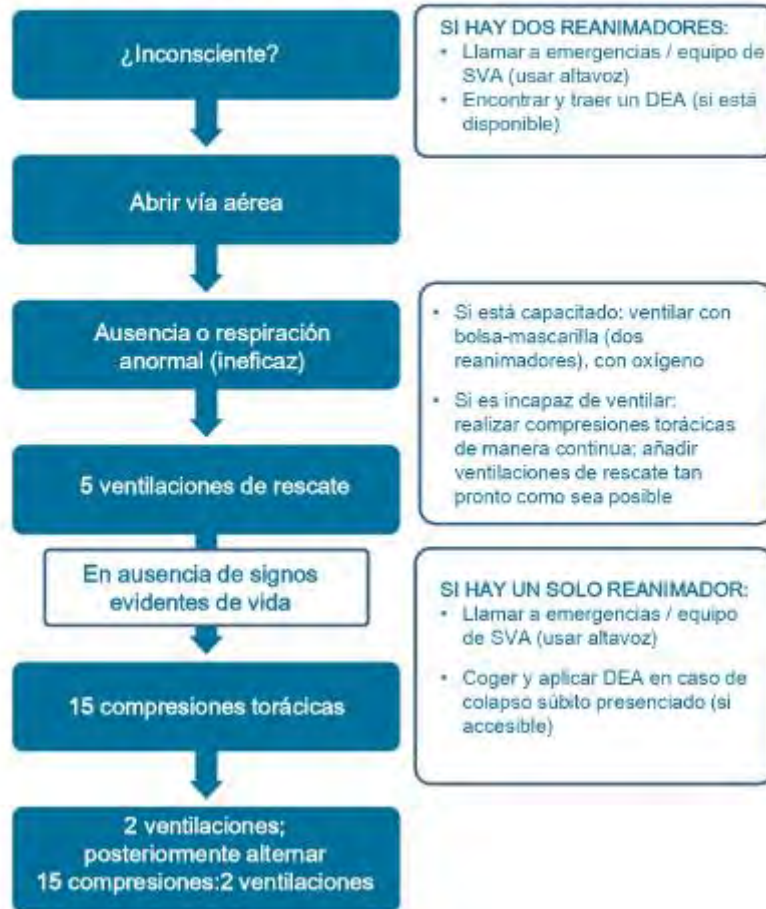 ¿Inconsciente?
SI HAY DOS REANIMADORES:
• Llamar a emergencias / equipo de
SVA (usar altavoz)
• Encontrar y traer un DEA (si está
disponible)
Abrir vía aérea
Ausencia o respiración
anormal (ineficaz)
• Si está capacitado: ventilar con
bolsa-mascarilla (dos
reanimadores), con oxígeno
• Si es incapaz de ventilar:
realizar compresiones torácicas
de manera continua; añadir
ventilaciones de rescate tan
pronto como sea posible
5 ventilaciones de rescate
En ausencia de signos
evidentes de vida
SI HAY UN SOLO REANIMADOR:
• Llamar a emergencias / equipo
de SVA (usar altavoz)
• Coger y aplicar DEA en caso de
colapso súbito presenciado (si
accesible)
15 compresiones torácicas
2 ventilaciones;
posteriormente alternar
15 compresiones:2 ventilaciones